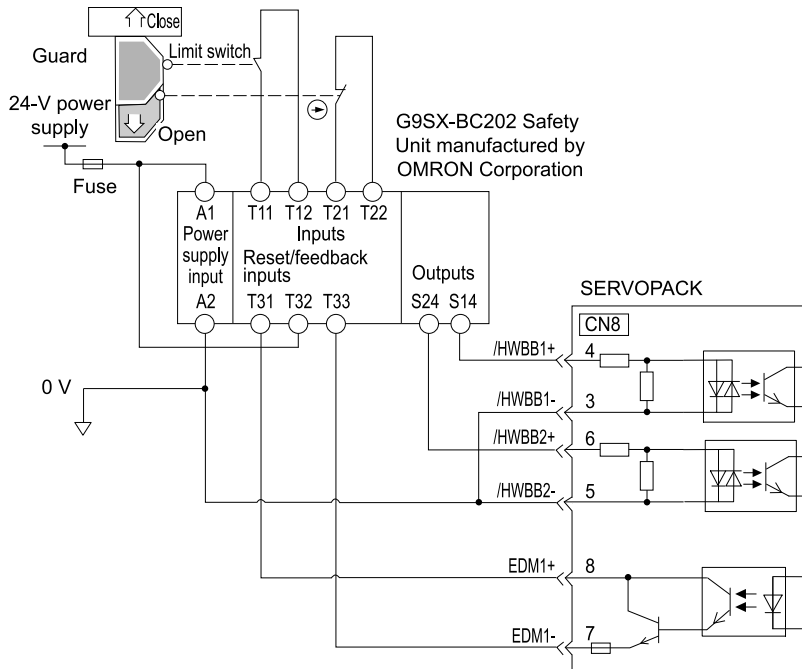 Close
Guard
Limit switch
24-V power
supply
Open
Fuse
G9SX-BC202 Safety
Unit manufactured by
OMRON Corporation
A1
T11
T12
T21
T22
Power
supply
input
Inputs
Reset/feedback
inputs
Outputs
A2
T31
T32
T33
S24
S14
SERVOPACK
CN8
/HWBB1+
4
0 V
/HWBB1-
3
/HWBB2+
6
/HWBB2-
5
EDM1+
8
EDM1-
7